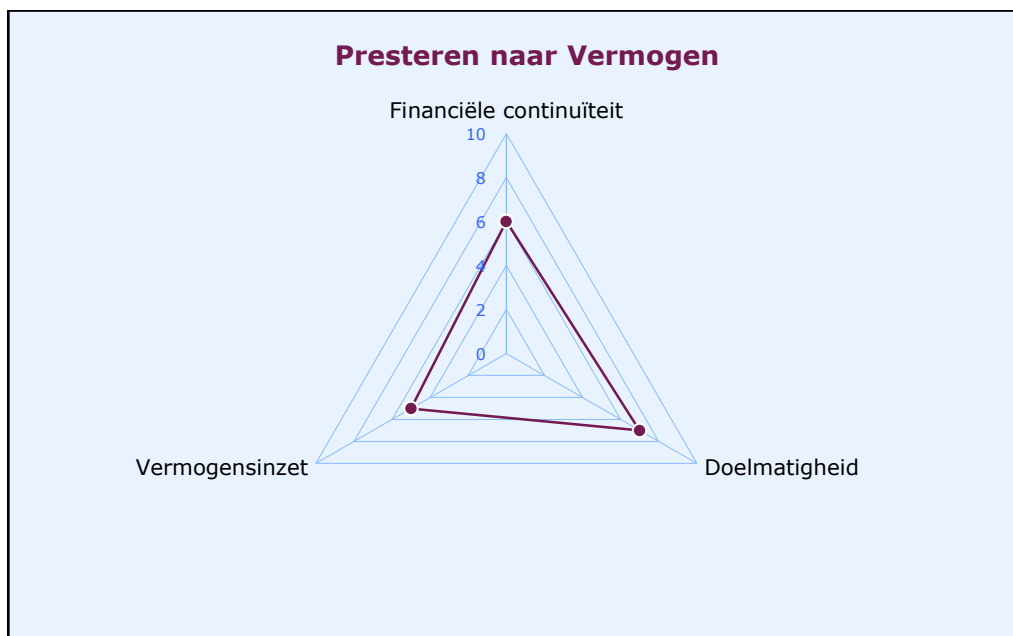 Presteren naar Vermogen
Financiële continuïteit
10
8
6
4
2
0
Vermogensinzet
Doelmatigheid